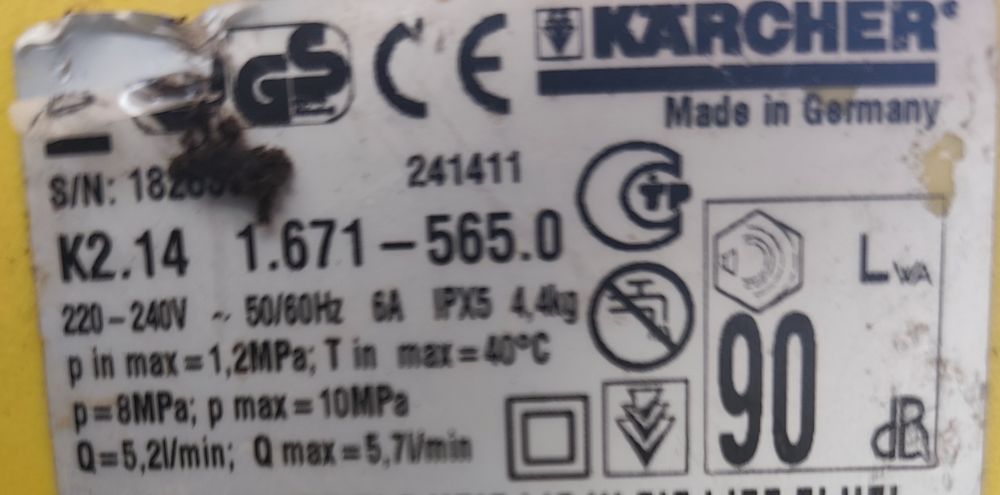 GS CE KÄRCHER
Made in Germany
S/N: 241411
K2.14 1.671-565.0
220-240V ~ 50/60Hz 6A IPX5 4,4kg
p in max=1,2MPa; T in max=40°C
p=8MPa; p max=10MPa
Q=5,2l/min; Q max=5,7l/min
LWA
90
dB